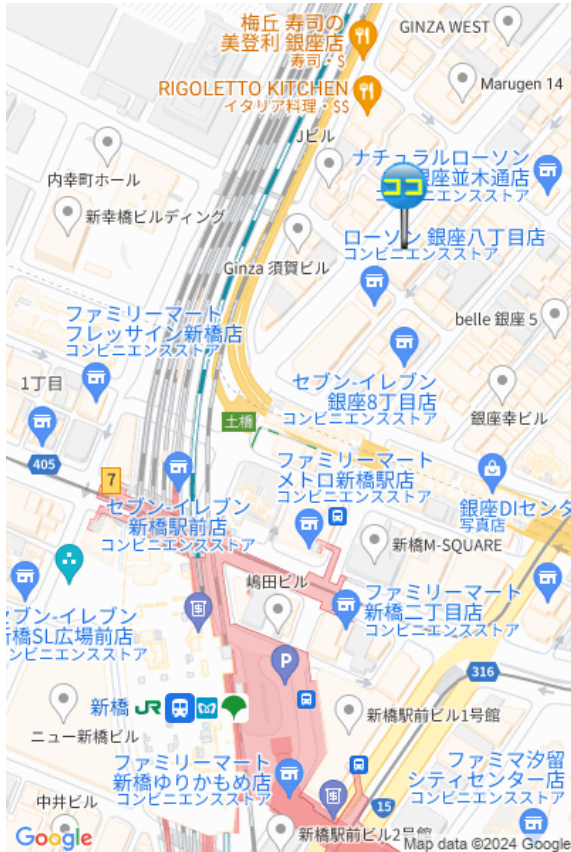 梅丘 寿司の
美登利 銀座店
寿司・$
GINZA WEST
RIGOLETTO KITCHEN
イタリア料理・$$
Marugen 14
Jビル
内幸町ホール
ナチュラルローソン
銀座並木通店
コンビニエンスストア
ココ
新幸橋ビルディング
ローソン 銀座八丁目店
コンビニエンスストア
Ginza 須賀ビル
ファミリーマート
フレッサイン新橋店
コンビニエンスストア
belle 銀座 5
1丁目
セブン-イレブン
銀座8丁目店
コンビニエンスストア
銀座幸ビル
土橋
405
7
ファミリーマート
メトロ新橋駅店
コンビニエンスストア
セブン-イレブン
新橋駅前店
コンビニエンスストア
銀座DIセンタ
写真店
新橋M-SQUARE
嶋田ビル
セブン-イレブン
新橋SL広場前店
コンビニエンスストア
ファミリーマート
新橋二丁目店
コンビニエンスストア
P
316
新橋 JR
新橋駅前ビル1号館
ニュー新橋ビル
ファミリーマート
新橋ゆりかもめ店
コンビニエンスストア
ファミマ汐留
シティセンター店
コンビニエンスストア
中井ビル
15
新橋駅前ビル2号館
Google
Map data ©2024 Google